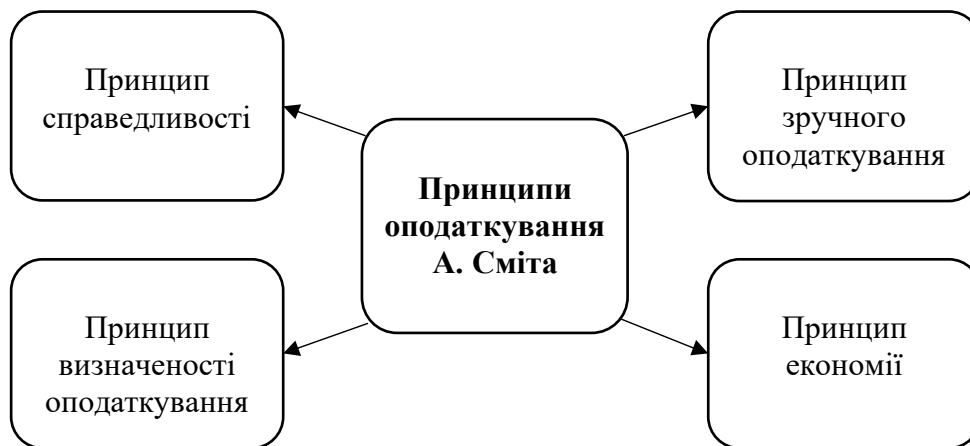 Принцип
справедливості
Принцип
зручного
оподаткування
Принципи
оподаткування
А. Сміта
Принцип
визначеності
оподаткування
Принцип
економії